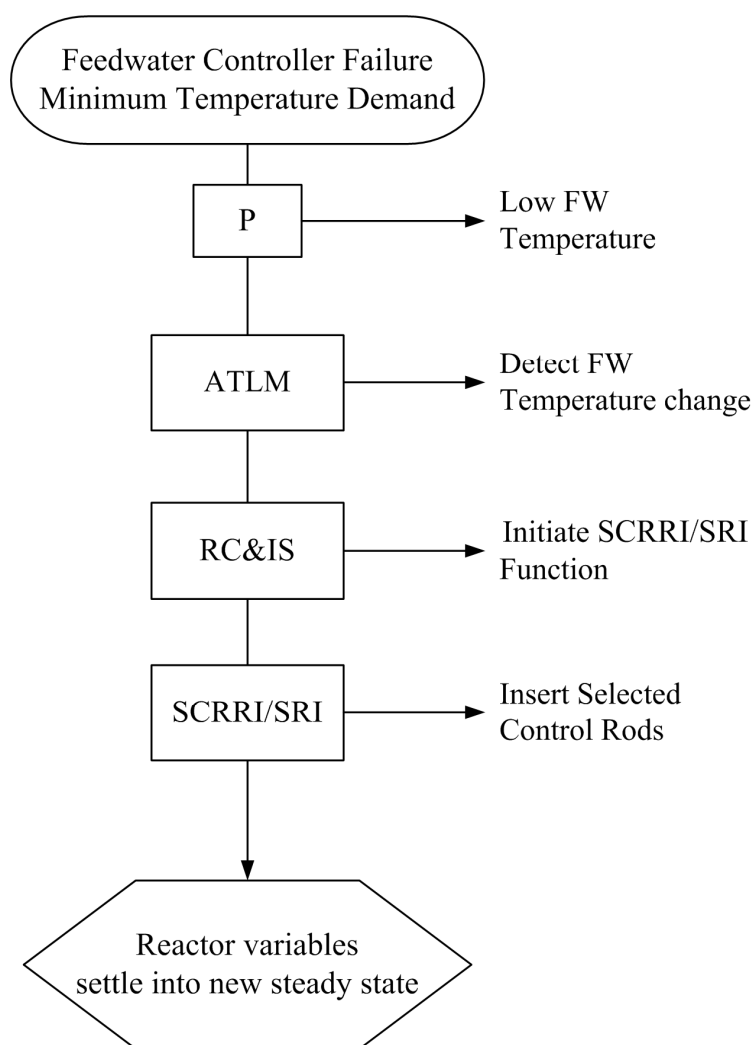 Feedwater Controller Failure
Minimum Temperature Demand
P
Low FW
Temperature
ATLM
Detect FW
Temperature change
RC&IS
Initiate SCRRI/SRI
Function
SCRRI/SRI
Insert Selected
Control Rods
Reactor variables
settle into new steady state